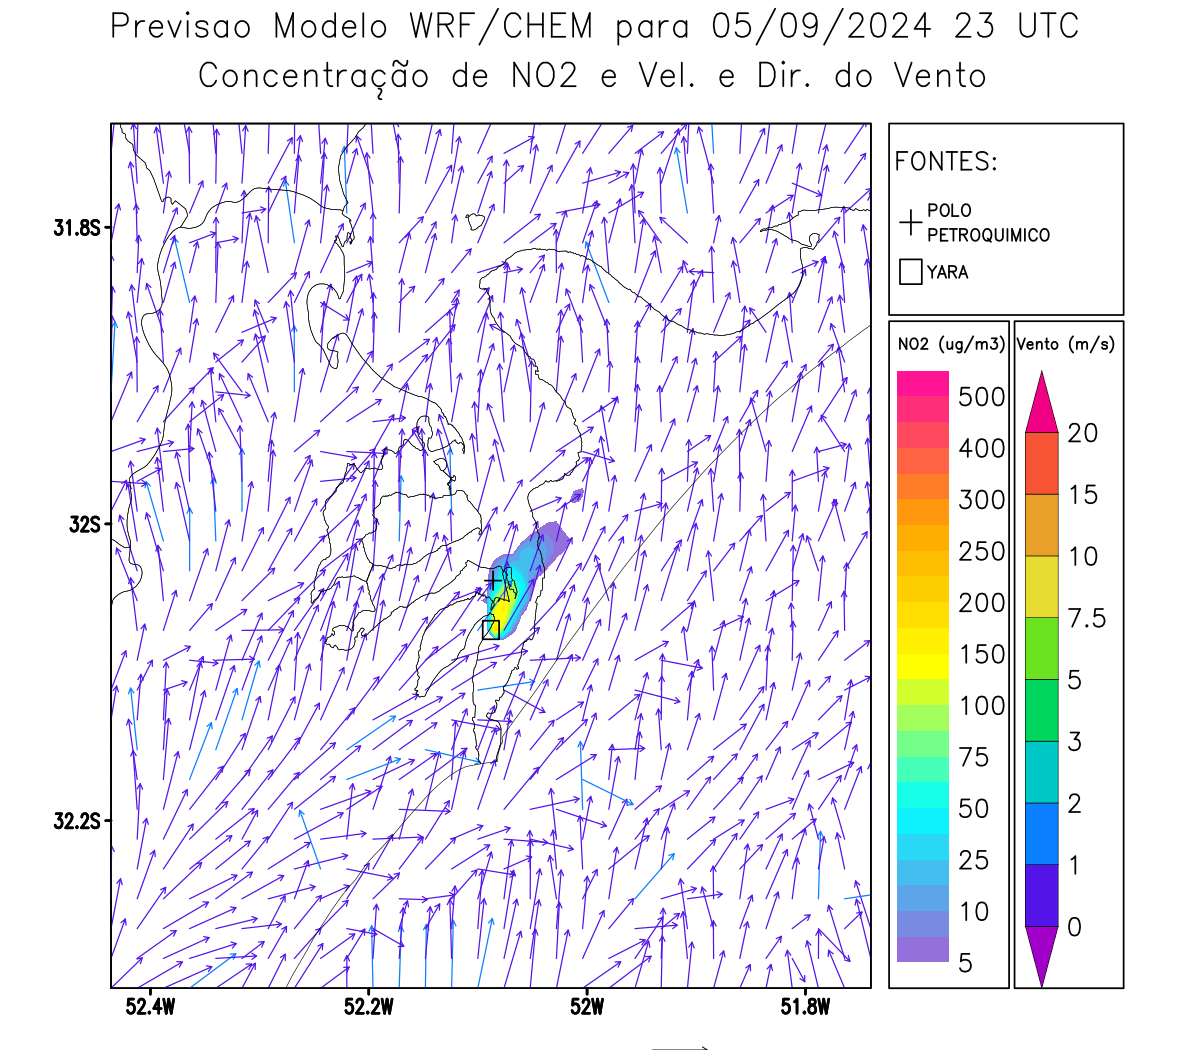 Previsao Modelo WRF/CHEM para 05/09/2024 23 UTC
Concentração de NO2 e Vel. e Dir. do Vento
FONTES:
POLO
PETROQUIMICO
YARA
NO2 (ug/m3)
500
400
300
250
200
150
100
75
50
25
10
5
Vento (m/s)
20
15
10
7.5
5
3
2
1
0
31.8S
32S
32.2S
52.4W 52.2W 52W 51.8W